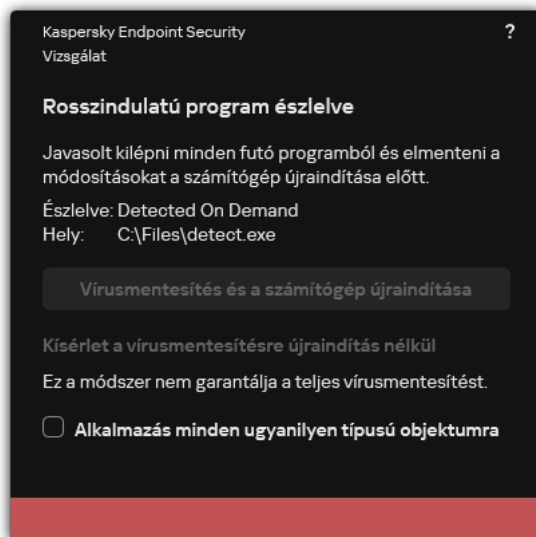 Kaspersky Endpoint Security
?
Vizsgálat
Rosszindulatú program észlelve
Javasolt kilépni minden futó programból és elmenteni a
módosításokat a számítógép újraindítása előtt.
Észlelve: Detected On Demand
Hely: C:\Files\detect.exe
Vírusmentesítés és a számítógép újraindítása
Kísérlet a vírusmentesítésre újraindítás nélkül
Ez a módszer nem garantálja a teljes vírusmentesítést.
Alkalmazás minden ugyanilyen típusú objektumra